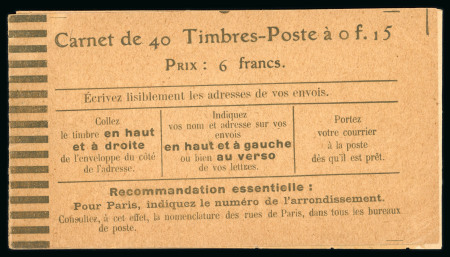 Carnet de 40 Timbres-Poste à 0 f. 15
Prix : 6 francs.
Écrivez lisiblement les adresses de vos envois.
Collez
le timbre en haut
et à droite
de l'enveloppe du côté
de l'adresse.
Indiquez
vos nom et adresse sur vos
envois
en haut et à gauche
ou bien au verso
de vos lettres.
Portez
votre courrier
à la poste
dès qu'il est prêt.
Recommandation essentielle :
Pour Paris, indiquez le numéro de l'arrondissement.
Consultez, à cet effet, la nomenclature des rues de Paris, dans tous les bureaux
de poste.